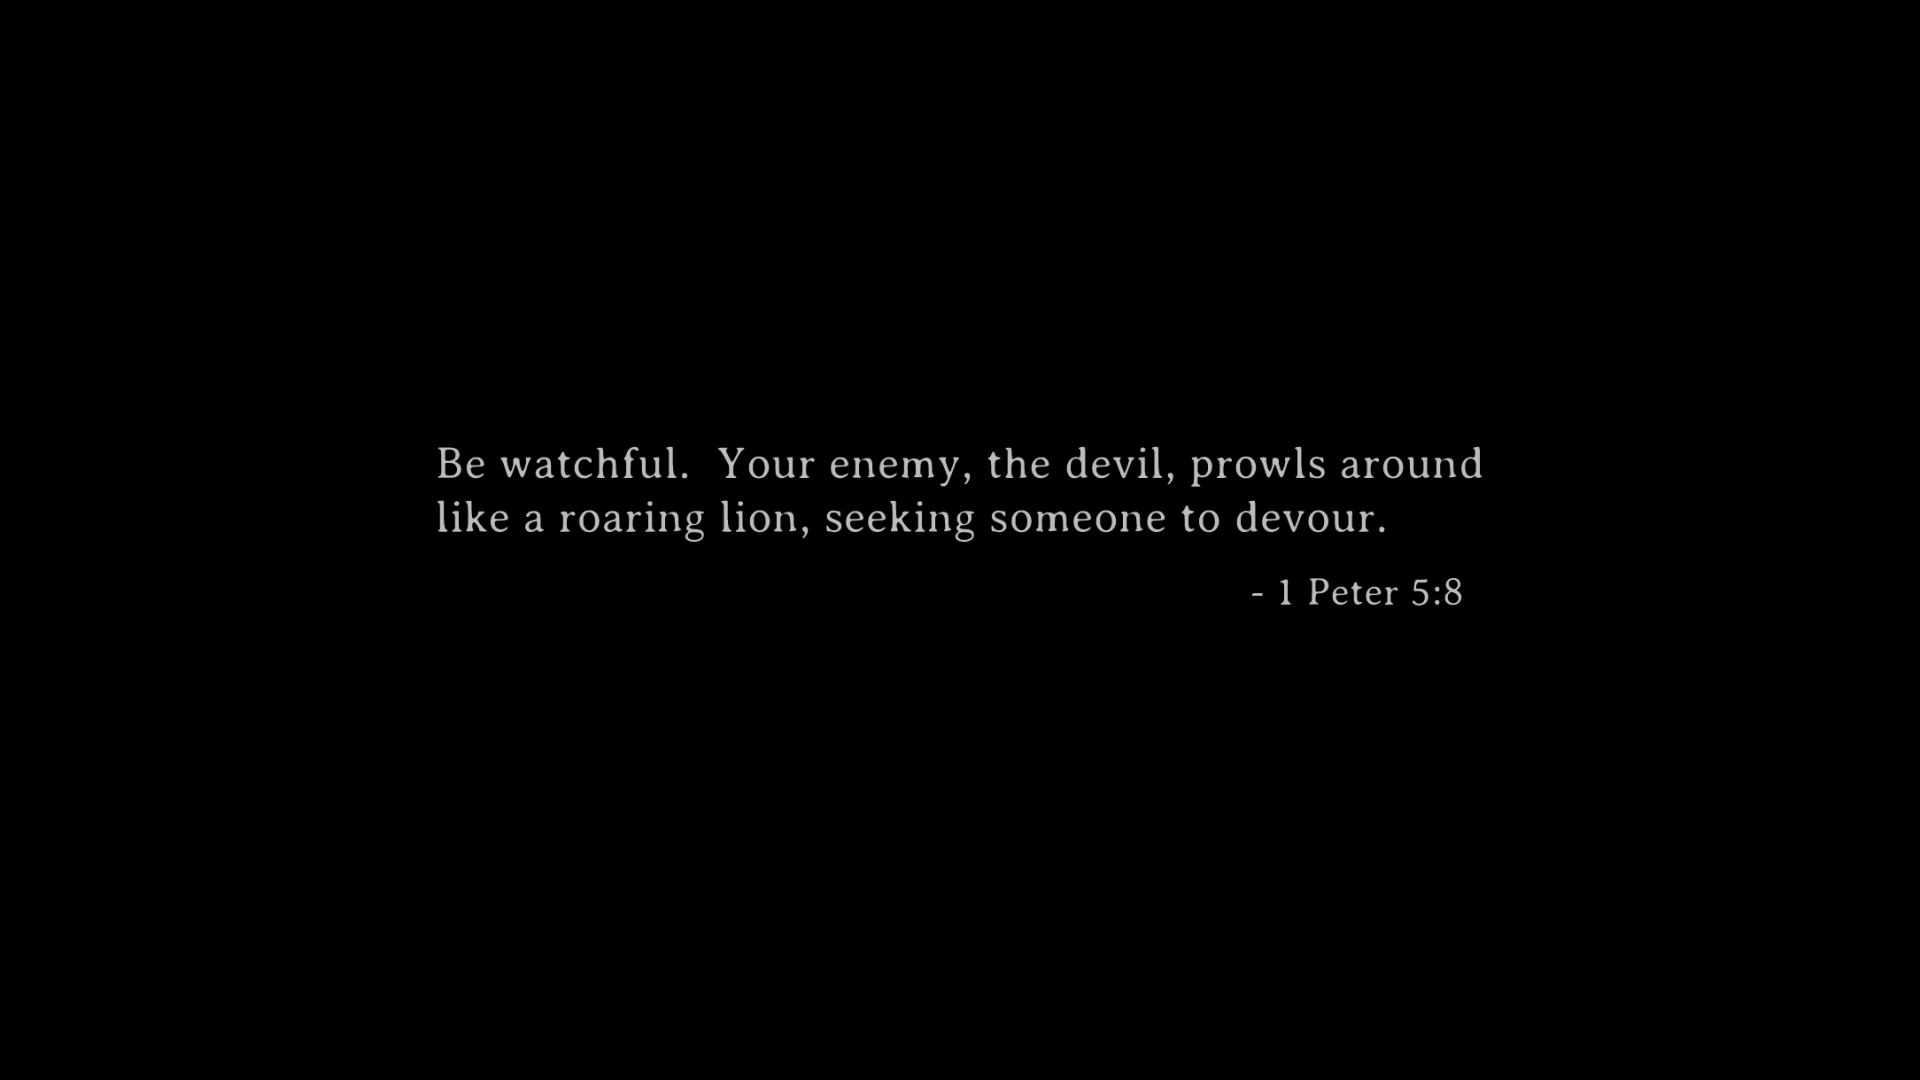 Be watchful.  Your enemy, the devil, prowls around
like a roaring lion, seeking someone to devour.
- 1 Peter 5:8